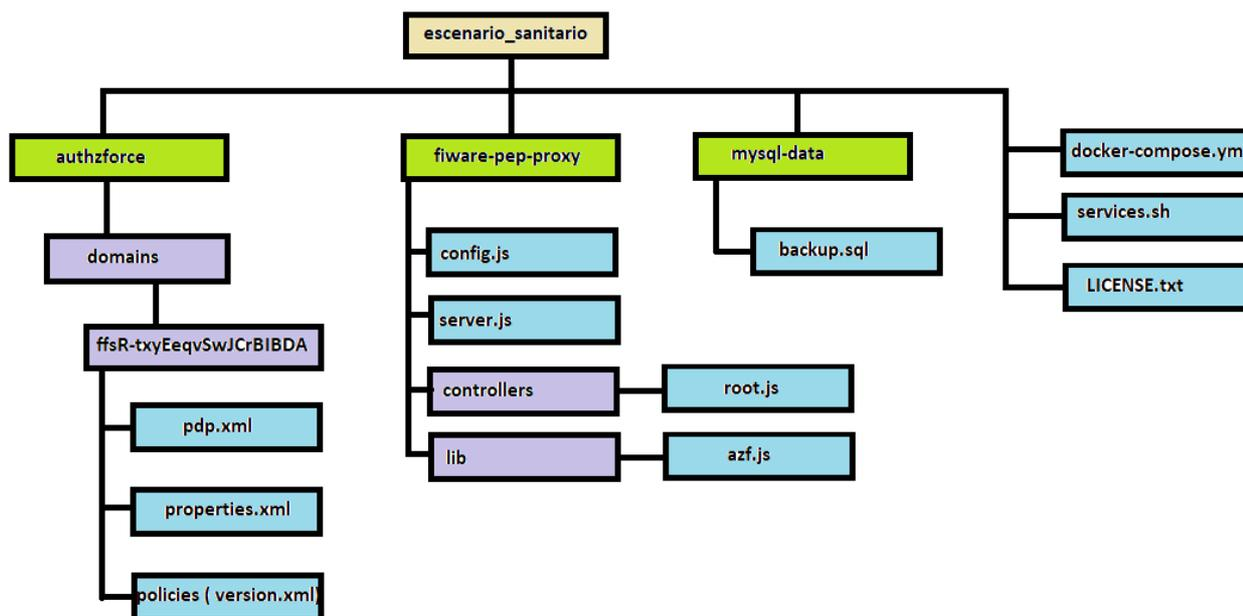 escenario_sanitario
authzforce
fiware-pep-proxy
mysql-data
docker-compose.ym
services.sh
LICENSE.txt
domains
config.js
backup.sql
ffsR-txyEeqvSwJCrBIBDA
server.js
controllers
root.js
lib
azf.js
pdp.xml
properties.xml
policies ( version.xml)